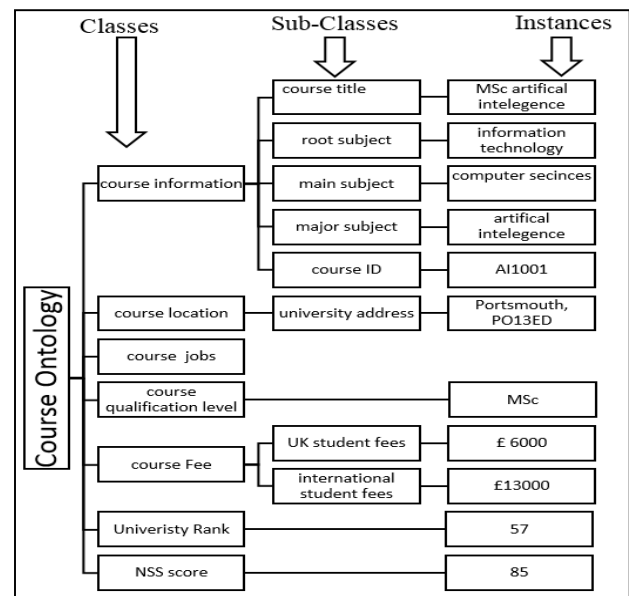 Classes Sub-Classes Instances
course title
MSc artifical
intelegence
root subject
information
technology
course information
main subject
computer secinces
major subject
artifical
intelegence
course ID
AI1001
Course Ontology
course location
university address
Portsmouth,
PO13ED
course jobs
course
qualification level
MSc
course Fee
UK student fees
£ 6000
international
student fees
£13000
Univeristy Rank
57
NSS score
85